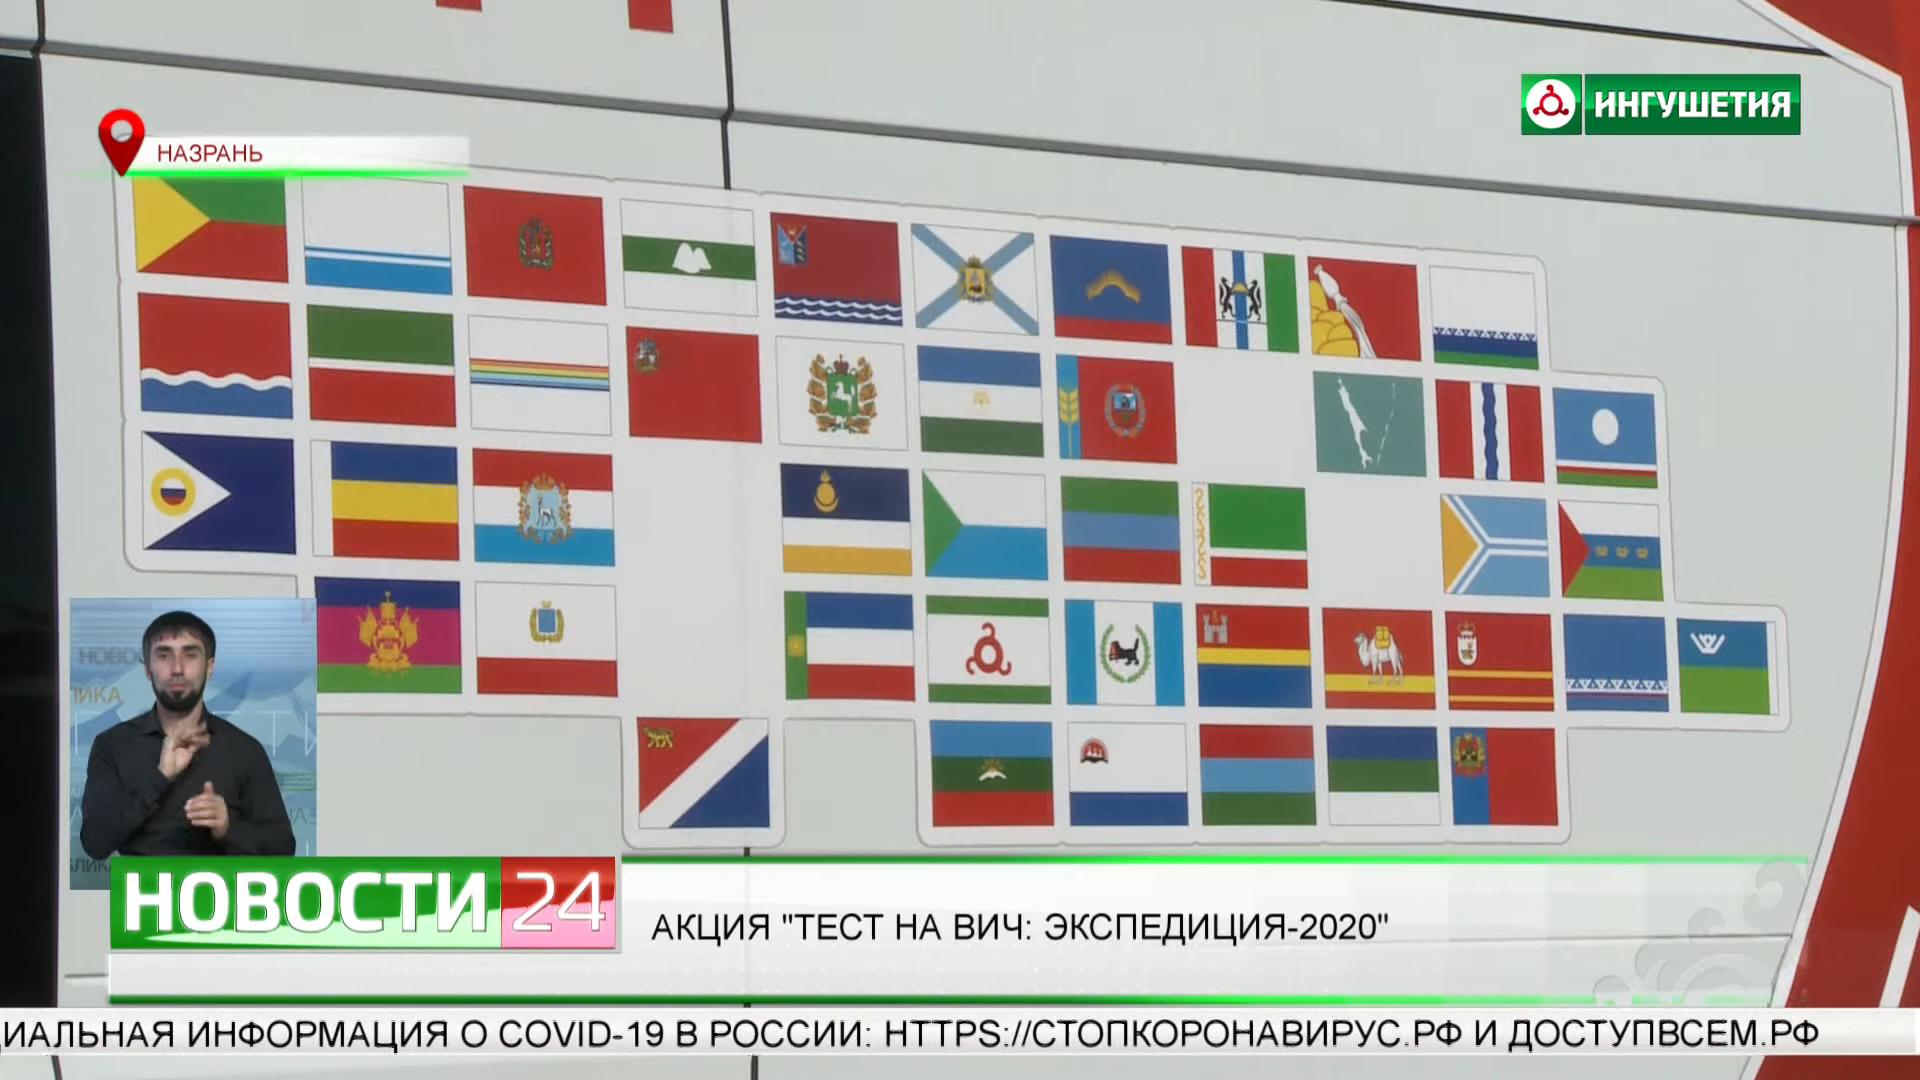 ИНГУШЕТИЯ
НАЗРАНЬ
НОВОСТИ 24
АКЦИЯ "ТЕСТ НА ВИЧ: ЭКСПЕДИЦИЯ-2020"
ЦИАЛЬНАЯ ИНФОРМАЦИЯ О COVID-19 В РОССИИ: HTTPS://СТОПКОРОНАВИРУС.РФ И ДОСТУПВСЕМ.РФ